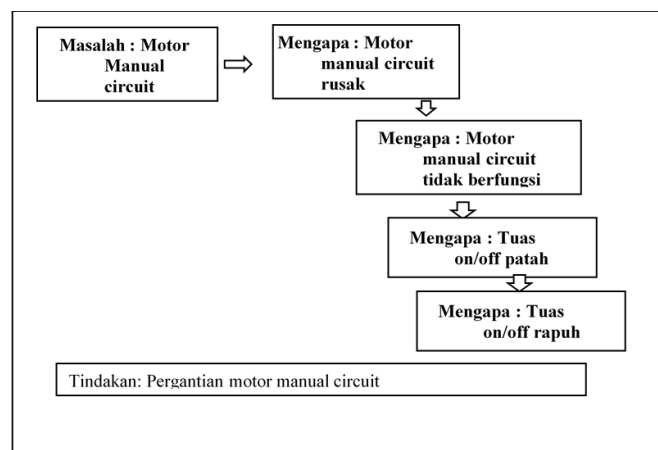 Masalah : Motor
Manual
circuit
Mengapa : Motor
manual circuit
rusak
Mengapa : Motor
manual circuit
tidak berfungsi
Mengapa : Tuas
on/off patah
Mengapa : Tuas
on/off rapuh
Tindakan: Pergantian motor manual circuit